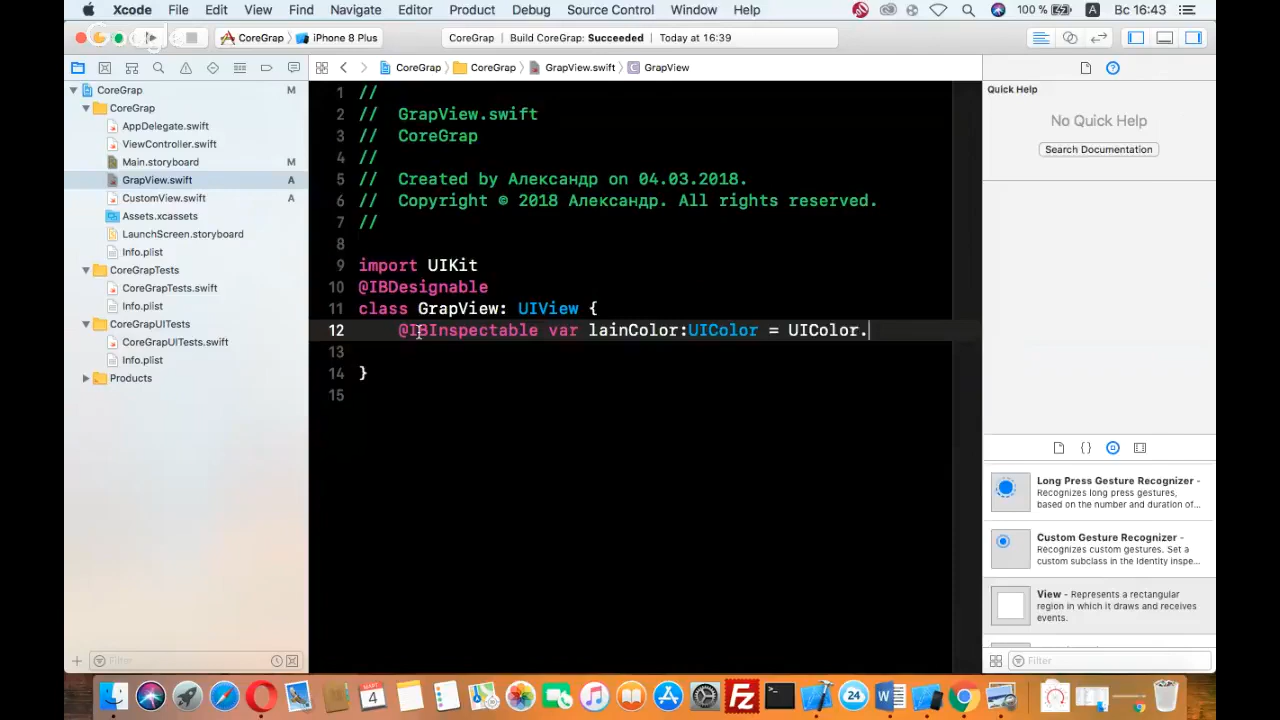 Xcode File Edit View Find Navigate Editor Product Debug Source Control Window Help 100 % A Вс 16:43
CoreGrap iPhone 8 Plus CoreGrap Build CoreGrap: Succeeded Today at 16:39
CoreGrap CoreGrap GrapView.swift C GrapView
CoreGrap M
CoreGrap
AppDelegate.swift
ViewController.swift
Main.storyboard M
GrapView.swift A
CustomView.swift A
Assets.xcassets
LaunchScreen.storyboard
Info.plist
CoreGrapTests
CoreGrapTests.swift
Info.plist
CoreGrapUITests
CoreGrapUITests.swift
Info.plist
Products
Filter
1 //
2 // GrapView.swift
3 // CoreGrap
4 //
5 // Created by Александр on 04.03.2018.
6 // Copyright © 2018 Александр. All rights reserved.
7 //
8
9 import UIKit
10 @IBDesignable
11 class GrapView: UIView {
12 @IBInspectable var lainColor:UIColor = UIColor.
13
14 }
15
Quick Help
No Quick Help
Search Documentation
{ }
Long Press Gesture Recognizer -
Recognizes long press gestures,
based on the number and duration of...
Custom Gesture Recognizer -
Recognizes custom gestures. Set a
custom subclass in the Identity inspe...
View - Represents a rectangular
region in which it draws and receives
events.
Filter
МАРТ
4
FZ
24
W